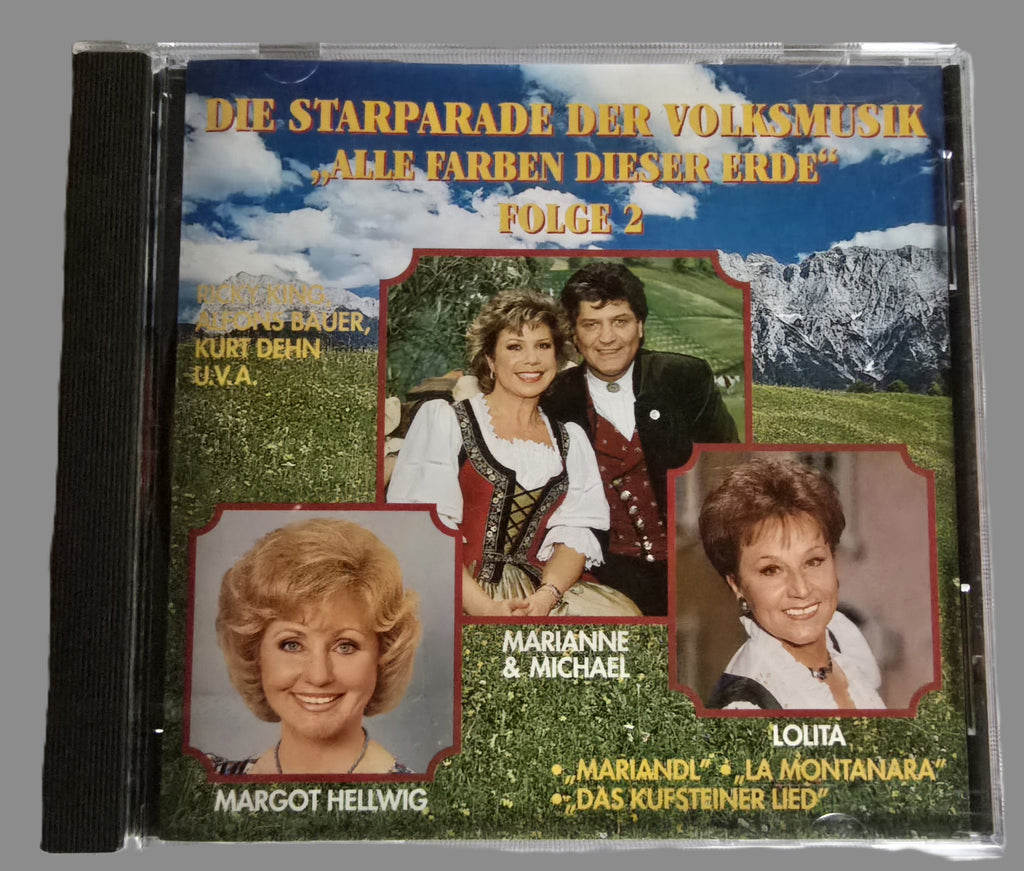 DIE STARPARADE DER VOLKSMUSIK
„ALLE FARBEN DIESER ERDE“
FOLGE 2
RICKY KING,
ALFONS BAUER,
KURT DEHN
U.V.A.
MARIANNE
& MICHAEL
LOLITA
MARGOT HELLWIG
•„MARIANDL” •„LA MONTANARA”
•„DAS KUFSTEINER LIED”